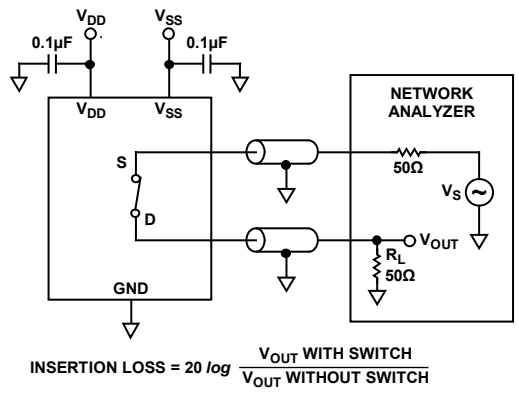 VDD
VSS
0.1µF
0.1µF
VDD
VSS
NETWORK
ANALYZER
S
50Ω
VS
D
VOUT
RL
50Ω
GND
INSERTION LOSS = 20 log VOUT WITH SWITCH
VOUT WITHOUT SWITCH